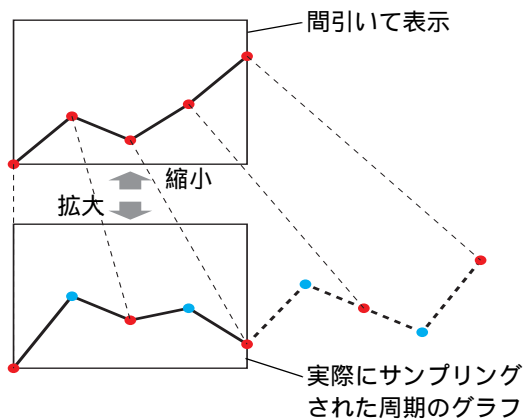 間引いて表示
縮小
拡大
実際にサンプリング
された周期のグラフ